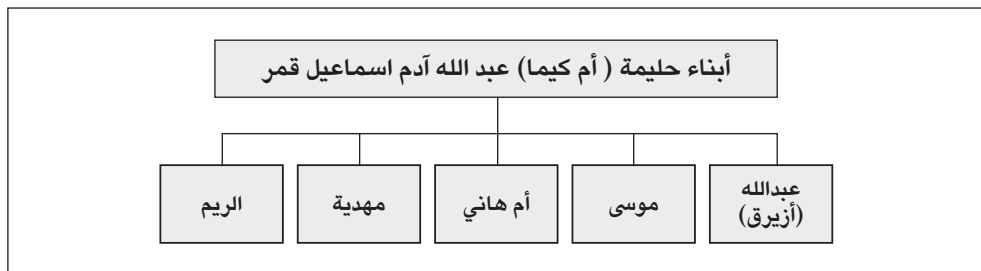 أبناء حليمة ( أم كيما) عبد الله آدم اسماعيل قمر
عبدالله
(أزيرق)
موسى
أم هاني
مهدية
الريم